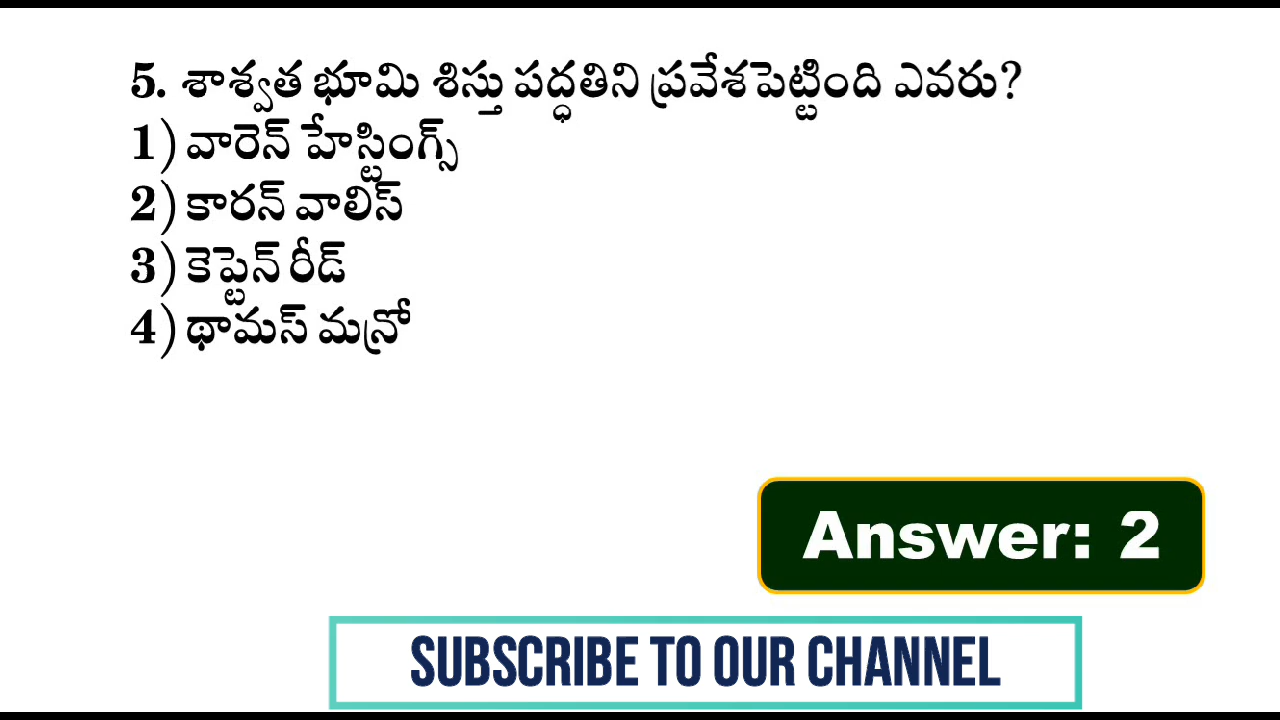 5. శాశ్వత భూమి శిస్తు పద్ధతిని ప్రవేశపెట్టింది ఎవరు?
1) వారెన్ హేస్టింగ్స్
2) కారన్ వాలిస్
3) కెప్టెన్ రీడ్
4) థామస్ మన్రో
Answer: 2
SUBSCRIBE TO OUR CHANNEL